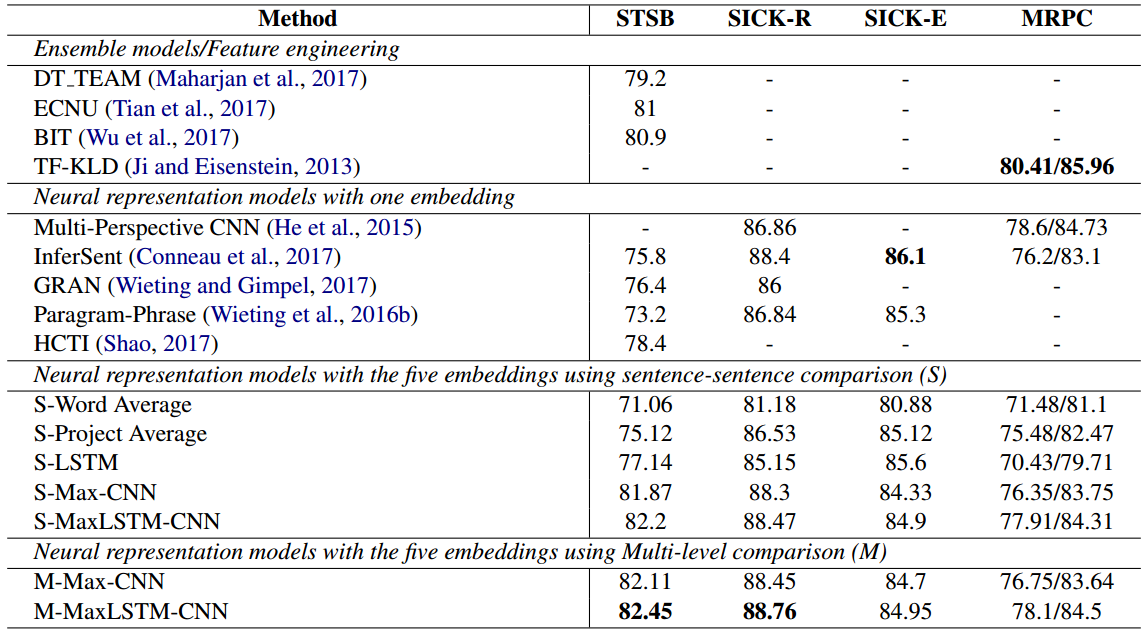 Method STSB SICK-R SICK-E MRPC
Ensemble models/Feature engineering
DT_TEAM (Maharjan et al., 2017) 79.2 - - -
ECNU (Tian et al., 2017) 81 - - -
BIT (Wu et al., 2017) 80.9 - - -
TF-KLD (Ji and Eisenstein, 2013) - - - 80.41/85.96
Neural representation models with one embedding
Multi-Perspective CNN (He et al., 2015) - 86.86 - 78.6/84.73
InferSent (Conneau et al., 2017) 75.8 88.4 86.1 76.2/83.1
GRAN (Wieting and Gimpel, 2017) 76.4 86 - -
Paragram-Phrase (Wieting et al., 2016b) 73.2 86.84 85.3 -
HCTI (Shao, 2017) 78.4 - - -
Neural representation models with the five embeddings using sentence-sentence comparison (S)
S-Word Average 71.06 81.18 80.88 71.48/81.1
S-Project Average 75.12 86.53 85.12 75.48/82.47
S-LSTM 77.14 85.15 85.6 70.43/79.71
S-Max-CNN 81.87 88.3 84.33 76.35/83.75
S-MaxLSTM-CNN 82.2 88.47 84.9 77.91/84.31
Neural representation models with the five embeddings using Multi-level comparison (M)
M-Max-CNN 82.11 88.45 84.7 76.75/83.64
M-MaxLSTM-CNN 82.45 88.76 84.95 78.1/84.5